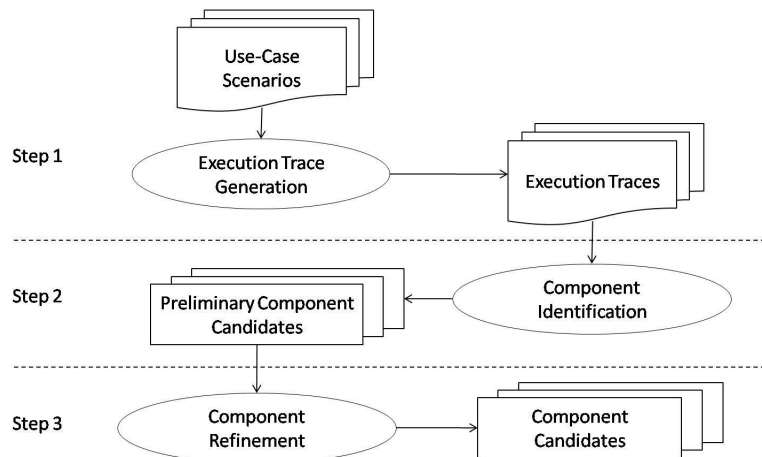 Use-Case
Scenarios
Step 1
Execution Trace
Generation
Execution Traces
Step 2
Preliminary Component
Candidates
Component
Identification
Step 3
Component
Refinement
Component
Candidates